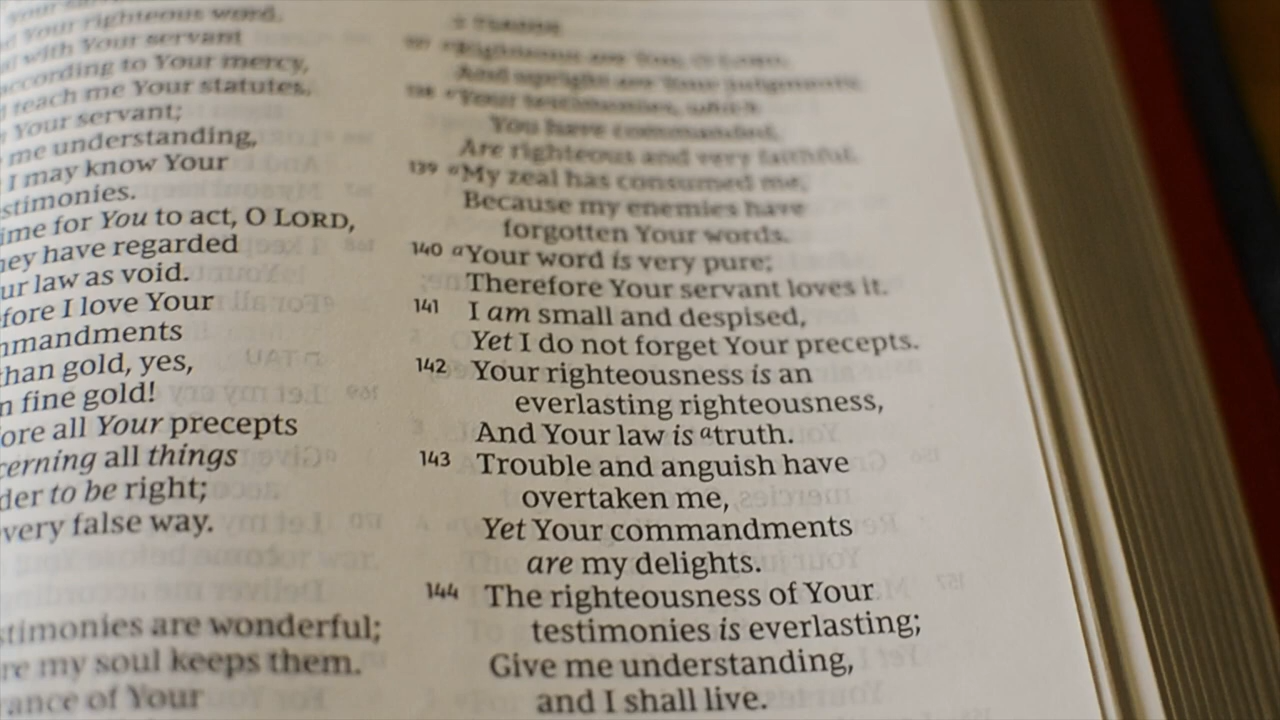 Your righteous word.
with Your servant
according to Your mercy,
teach me Your statutes.
Your servant;
me understanding,
I may know Your
stimonies.
ime for You to act, O LORD,
hey have regarded
ur law as void.
fore I love Your
mmandments
han gold, yes,
n fine gold!
ore all Your precepts
cerning all things
der to be right;
very false way.
stimonies are wonderful;
re my soul keeps them.
ance of Your
137 Righteous are You, O LORD,
And upright are Your judgments.
138 Your testimonies, which
You have commanded,
Are righteous and very faithful.
139 aMy zeal has consumed me,
Because my enemies have
forgotten Your words.
140 aYour word is very pure;
Therefore Your servant loves it.
141 I am small and despised,
Yet I do not forget Your precepts.
142 Your righteousness is an
everlasting righteousness,
And Your law is atruth.
143 Trouble and anguish have
overtaken me,
Yet Your commandments
are my delights.
144 The righteousness of Your
testimonies is everlasting;
Give me understanding,
and I shall live.